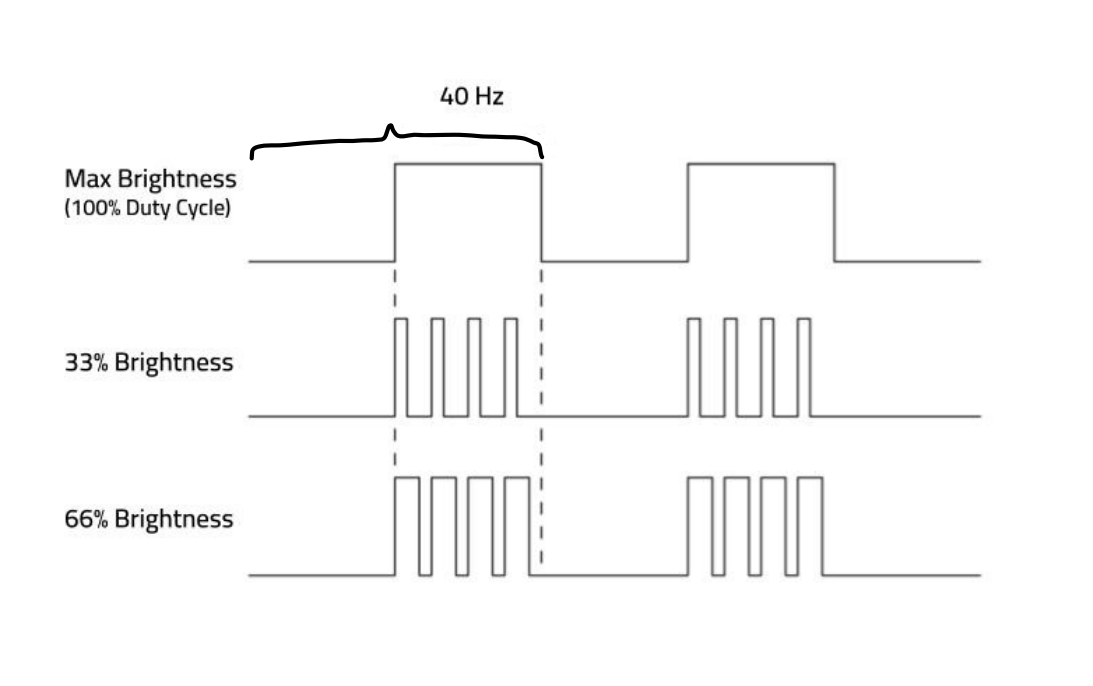 40 Hz
Max Brightness
(100% Duty Cycle)
33% Brightness
66% Brightness